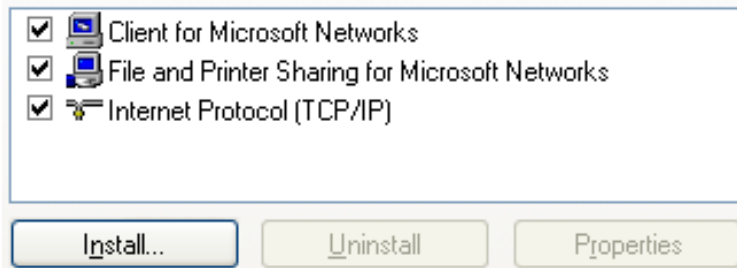 Client for Microsoft Networks
File and Printer Sharing for Microsoft Networks
Internet Protocol (TCP/IP)
Install... Uninstall Properties